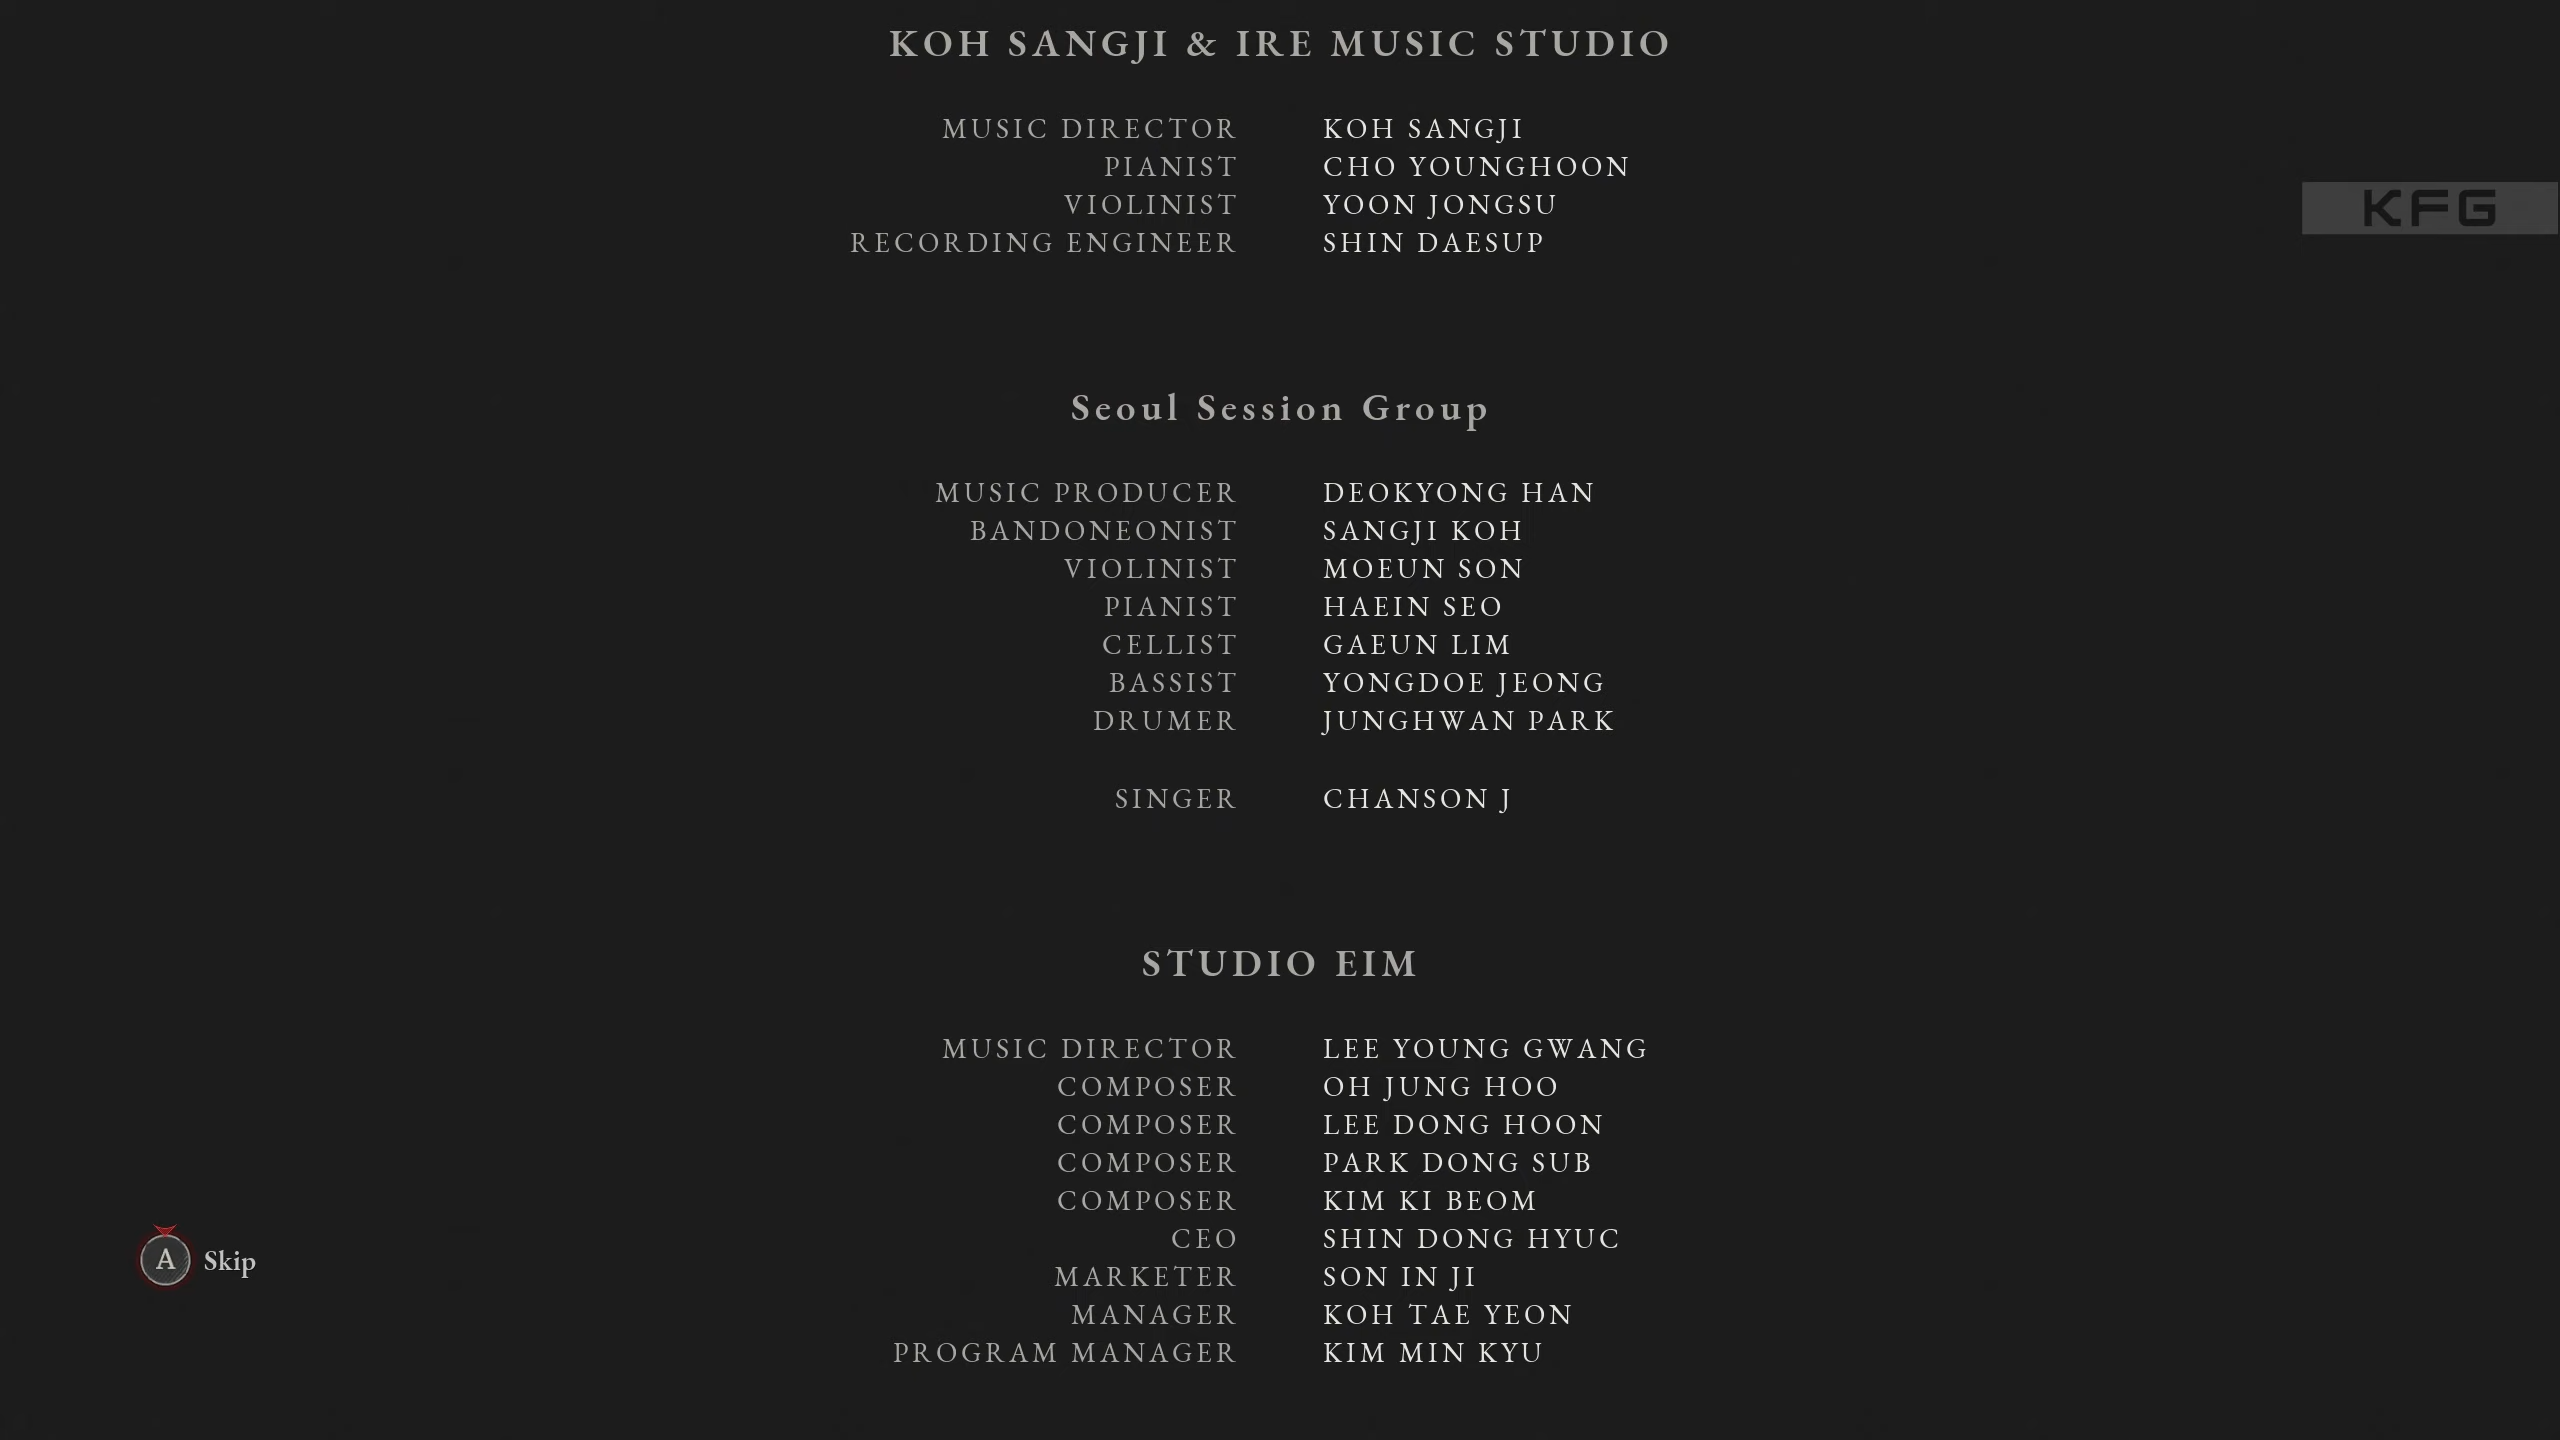 KOH SANGJI & IRE MUSIC STUDIO
MUSIC DIRECTOR KOH SANGJI
PIANIST CHO YOUNGHOON
VIOLINIST YOON JONGSU
RECORDING ENGINEER SHIN DAESUP
KFG
Seoul Session Group
MUSIC PRODUCER DEOKYONG HAN
BANDONEONIST SANGJI KOH
VIOLINIST MOEUN SON
PIANIST HAEIN SEO
CELLIST GAEUN LIM
BASSIST YONGDOE JEONG
DRUMER JUNGHWAN PARK
SINGER CHANSON J
STUDIO EIM
MUSIC DIRECTOR LEE YOUNG GWANG
COMPOSER OH JUNG HOO
COMPOSER LEE DONG HOON
COMPOSER PARK DONG SUB
COMPOSER KIM KI BEOM
CEO SHIN DONG HYUC
MARKETER SON IN JI
MANAGER KOH TAE YEON
PROGRAM MANAGER KIM MIN KYU
A Skip